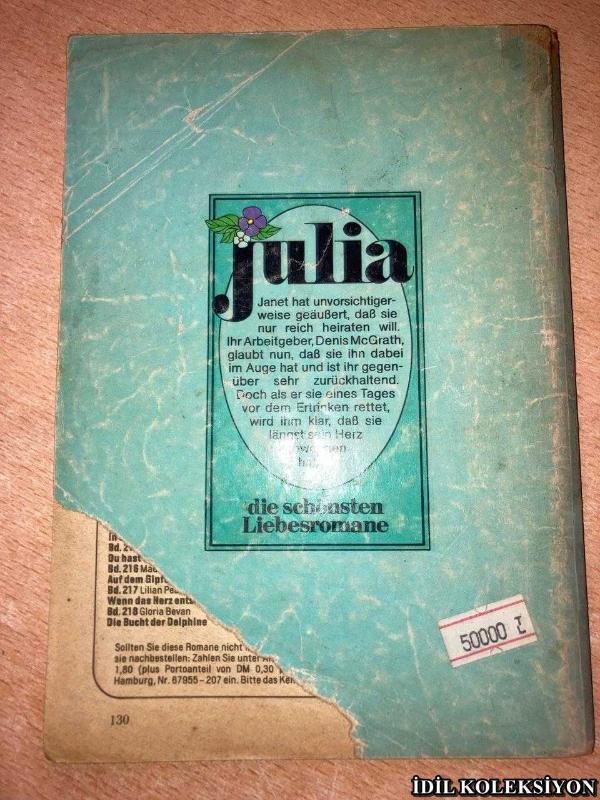 julia
Janet hat unvorsichtiger-
weise geäußert, daß sie
nur reich heiraten will.
Ihr Arbeitgeber, Denis McGrath,
glaubt nun, daß sie ihn dabei
im Auge hat und ist ihr gegen-
über sehr zurückhaltend.
Doch als er sie eines Tages
vor dem Ertrinken rettet,
wird ihm klar, daß sie
längst sein Herz
die schönsten
Liebesromane
In
Bd.
Du hast
Bd. 216
Auf dem
Bd. 217 Lilian
Wenn das Herz
Bd. 218 Gloria Bevan
Die Bucht der Delphine
Sollten Sie diese Romane nicht
sie nachbestellen: Zahlen Sie unter
1,80 (plus Portoanteil von DM 0,30
Hamburg, Nr. 67955-207 ein. Bitte das
130
50000
İDİL KOLEKSİYON